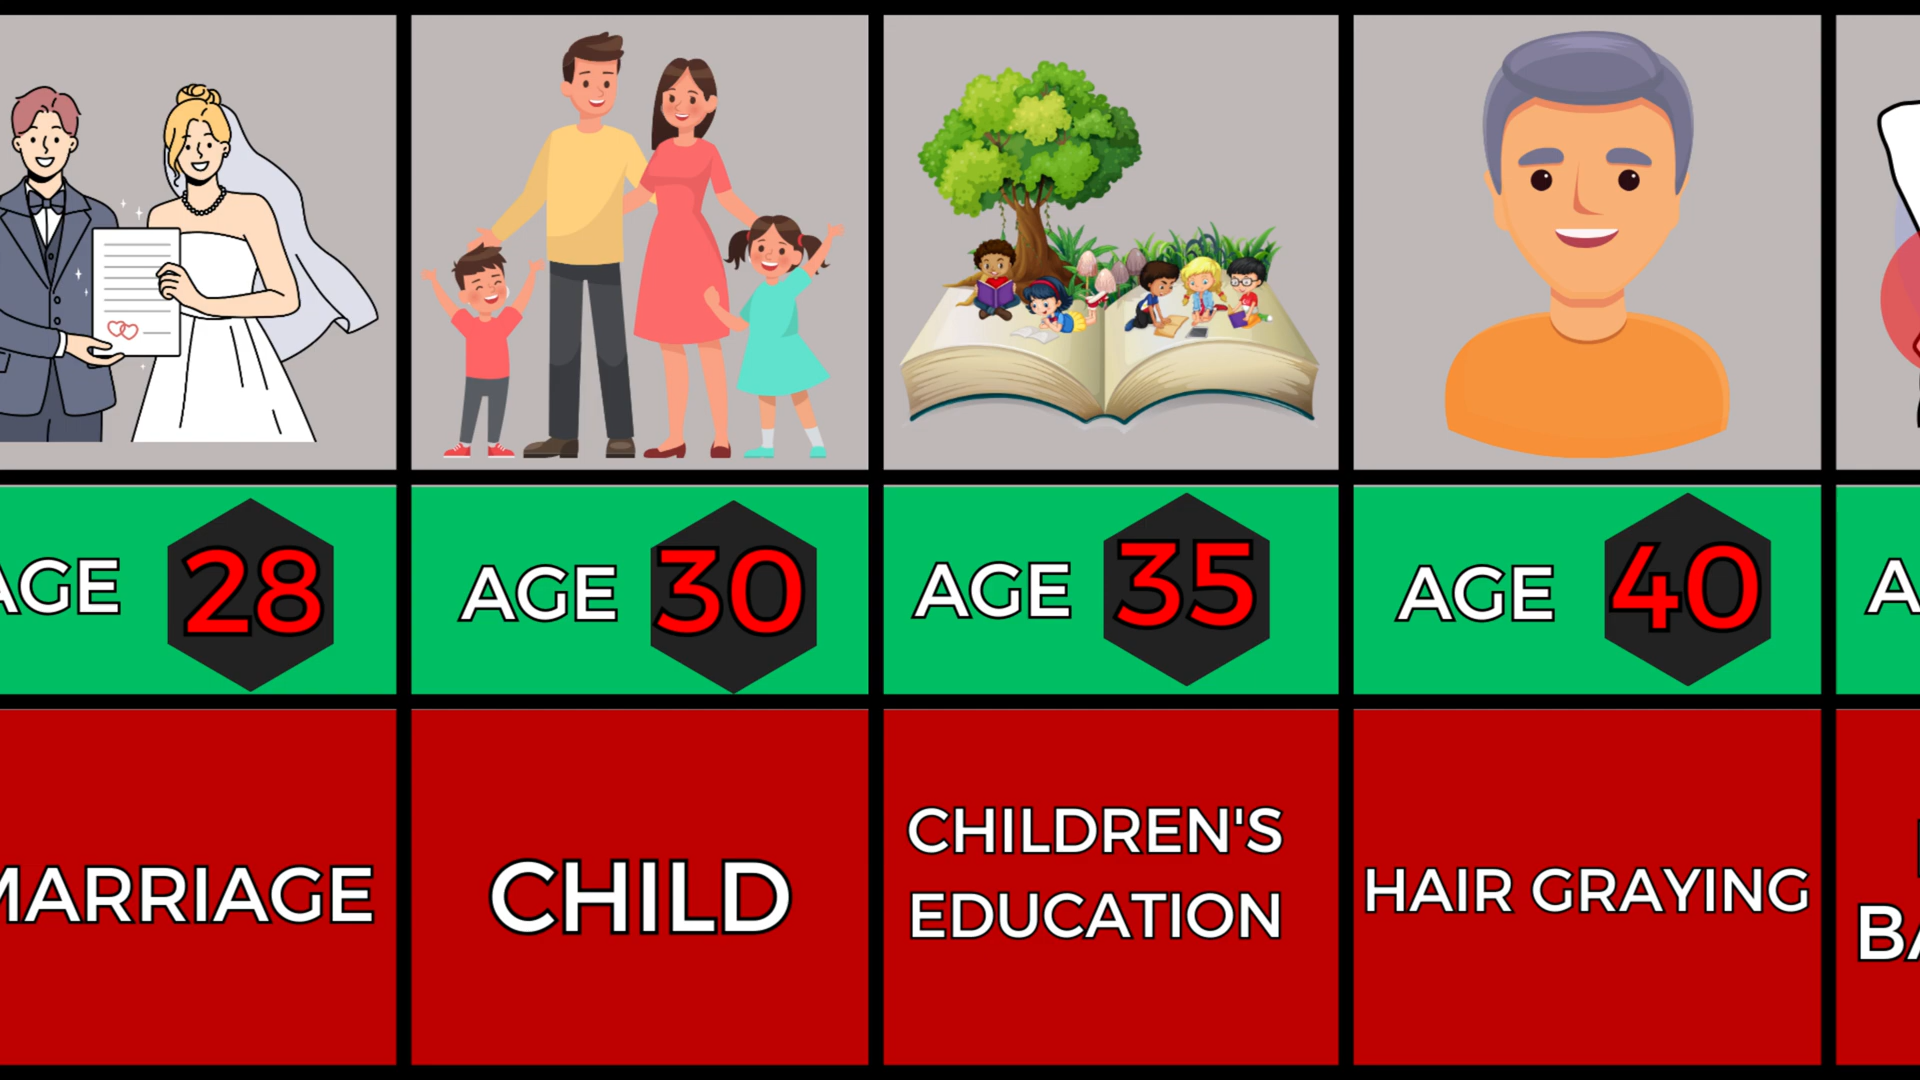 AGE 28
AGE 30
AGE 35
AGE 40
MARRIAGE
CHILD
CHILDREN'S
EDUCATION
HAIR GRAYING